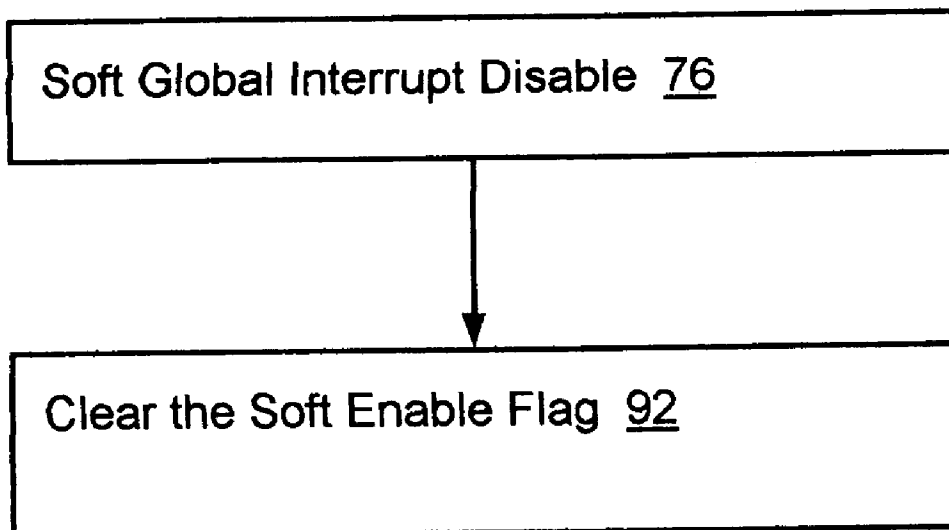 Soft Global Interrupt Disable 76
Clear the Soft Enable Flag 92